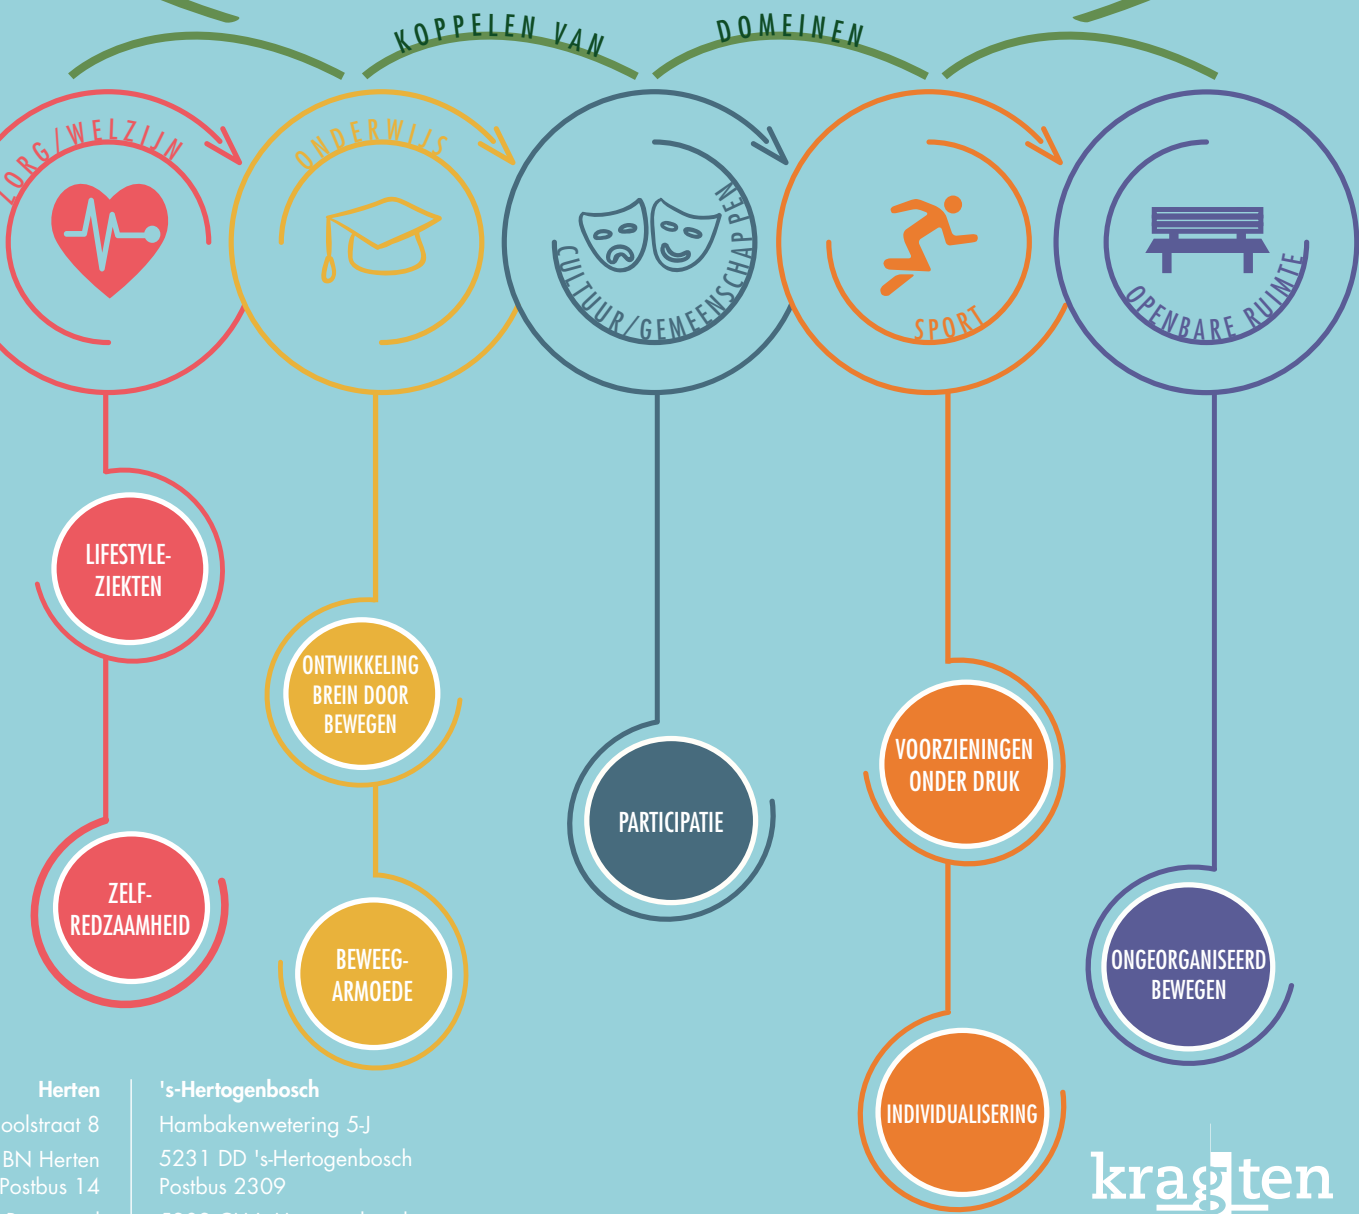 KOPPELEN VAN DOMEINEN
ZORG/WELZIJN
ONDERWIJS
CULTUUR/GEMEENSCHAPPEN
SPORT
OPENBARE RUIMTE
LIFESTYLE-
ZIEKTEN
ONTWIKKELING
BREIN DOOR
BEWEGEN
PARTICIPATIE
VOORZIENINGEN
ONDER DRUK
ZELF-
REDZAAMHEID
BEWEEG-
ARMOEDE
ONGEORGANISEERD
BEWEGEN
INDIVIDUALISERING
Herten
oolstraat 8
BN Herten
Postbus 14
's-Hertogenbosch
Hambakenwetering 5-J
5231 DD 's-Hertogenbosch
Postbus 2309
kragten